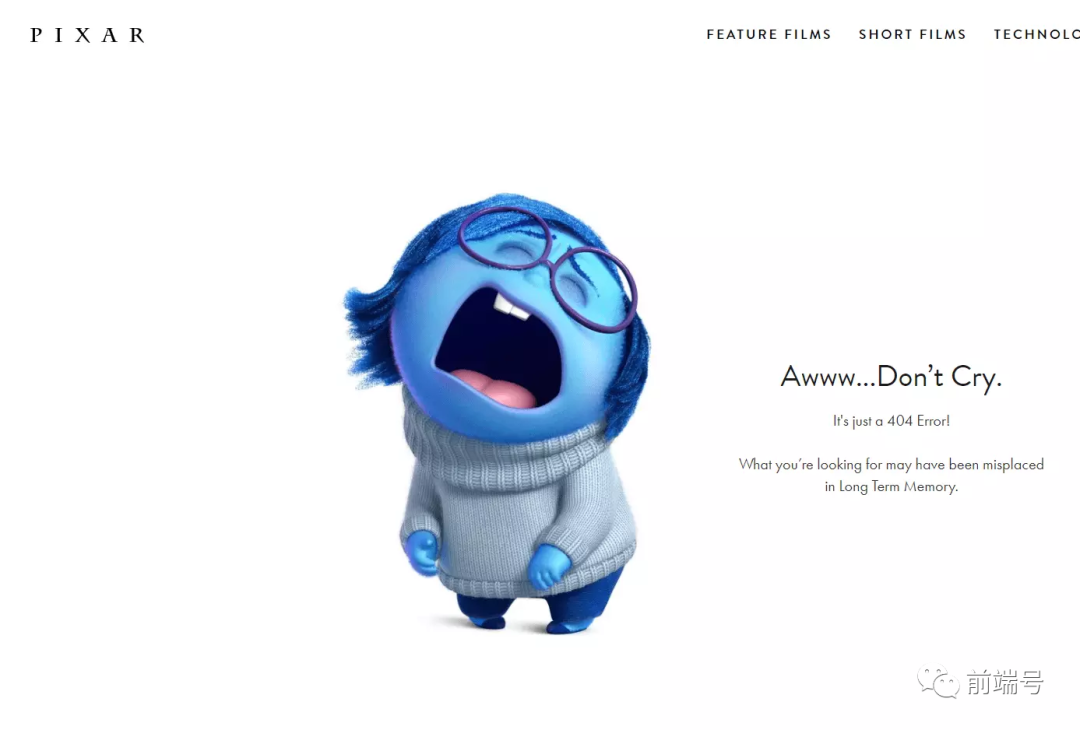 PIXAR
FEATURE FILMS SHORT FILMS TECHNOLO
Awww...Don’t Cry.
It's just a 404 Error!
What you’re looking for may have been misplaced
in Long Term Memory.
前端号